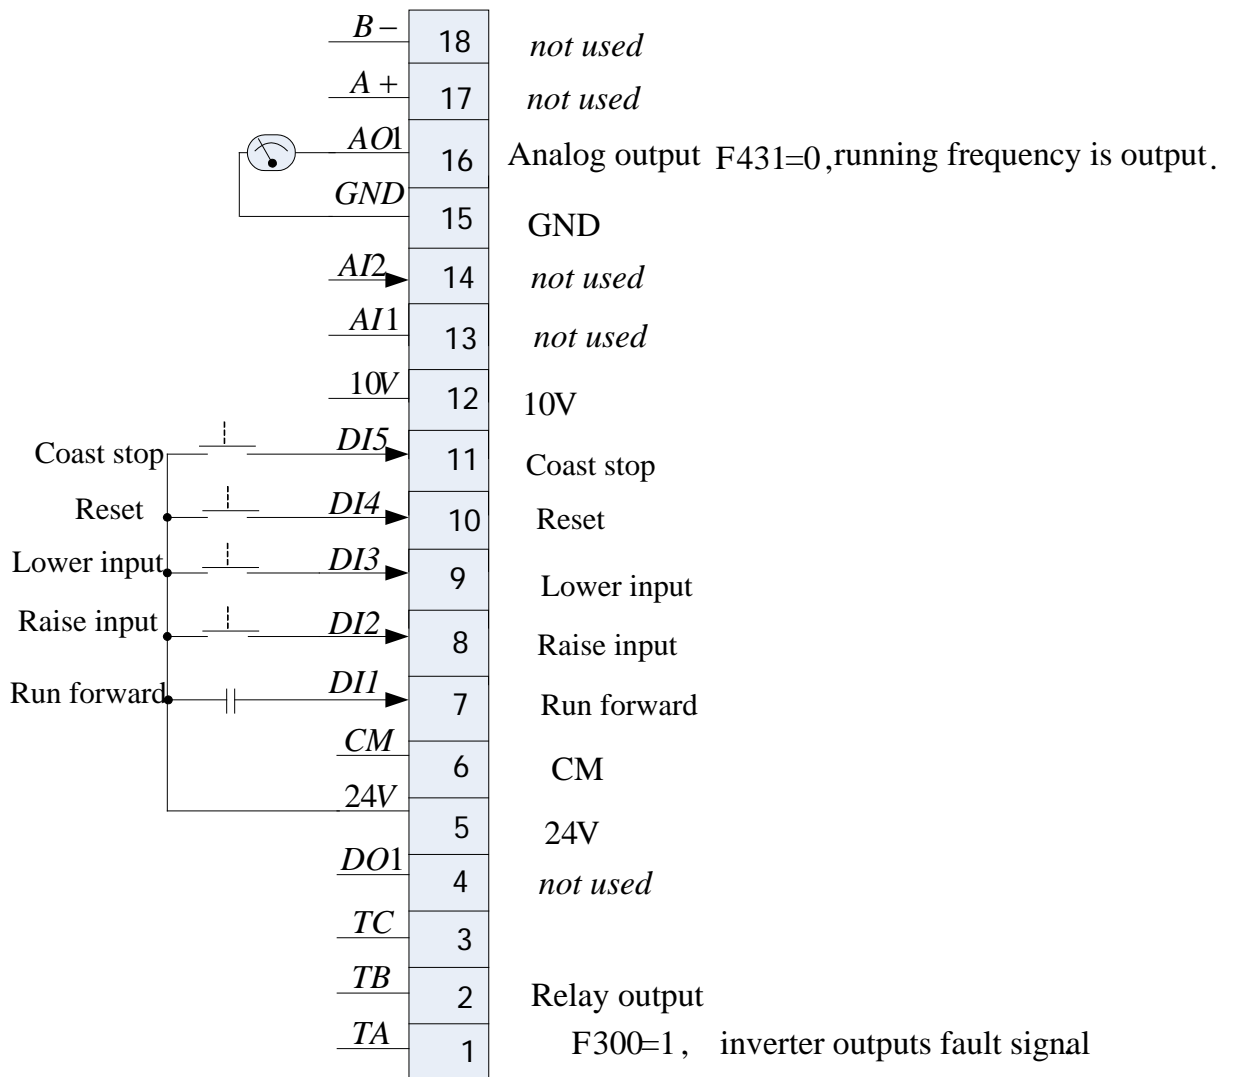 B − 18 not used
A + 17 not used
AO1 16 Analog output F431=0 ,running frequency is output.
GND 15 GND
AI2 14 not used
AI1 13 not used
10V 12 10V
Coast stop DI5 11 Coast stop
Reset DI4 10 Reset
Lower input DI3 9 Lower input
Raise input DI2 8 Raise input
Run forward DI1 7 Run forward
CM 6 CM
24V 5 24V
DO1 4 not used
TC 3
TB 2 Relay output
TA 1 F300=1 , inverter outputs fault signal